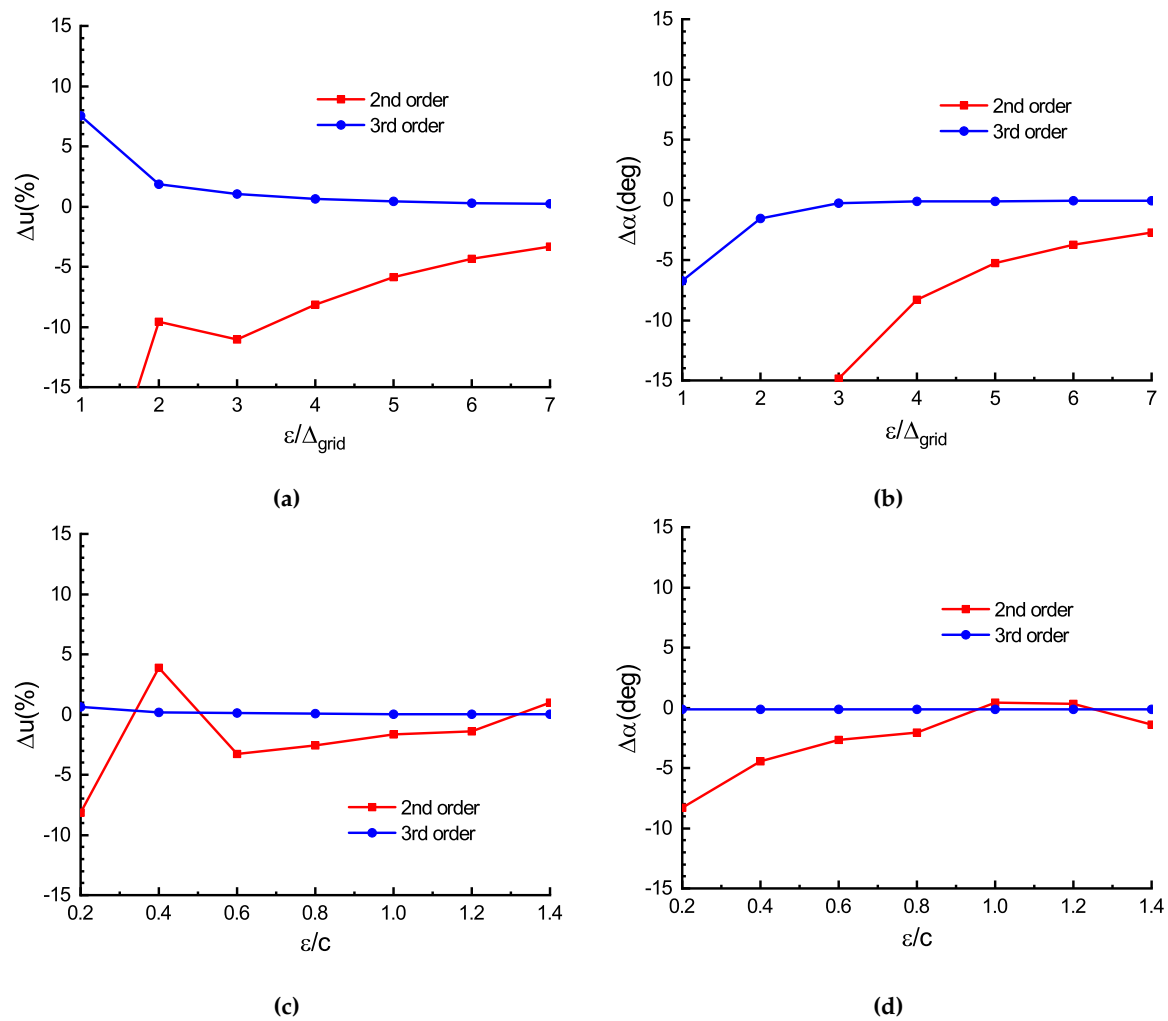 15
10
5
0
-5
-10
-15
Δu(%)
2nd order
3rd order
1 2 3 4 5 6 7
ε/Δgrid
(a)
15
10
5
0
-5
-10
-15
Δα(deg)
2nd order
3rd order
1 2 3 4 5 6 7
ε/Δgrid
(b)
15
10
5
0
-5
-10
-15
Δu(%)
2nd order
3rd order
0.2 0.4 0.6 0.8 1.0 1.2 1.4
ε/c
(c)
15
10
5
0
-5
-10
-15
Δα(deg)
2nd order
3rd order
0.2 0.4 0.6 0.8 1.0 1.2 1.4
ε/c
(d)